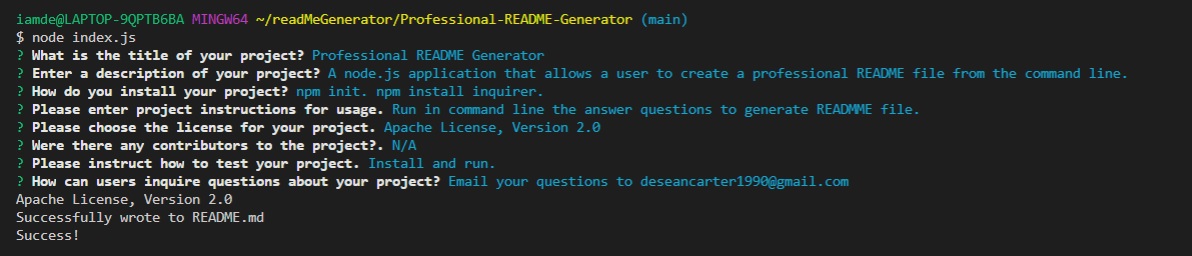 iamde@LAPTOP-9QPTB6BA MINGW64 ~/readMeGenerator/Professional-README-Generator (main)
$ node index.js
? What is the title of your project? Professional README Generator
? Enter a description of your project? A node.js application that allows a user to create a professional README file from the command line.
? How do you install your project? npm init. npm install inquirer.
? Please enter project instructions for usage. Run in command line the answer questions to generate READMME file.
? Please choose the license for your project. Apache License, Version 2.0
? Were there any contributors to the project?. N/A
? Please instruct how to test your project. Install and run.
? How can users inquire questions about your project? Email your questions to deseancarter1990@gmail.com
Apache License, Version 2.0
Successfully wrote to README.md
Success!